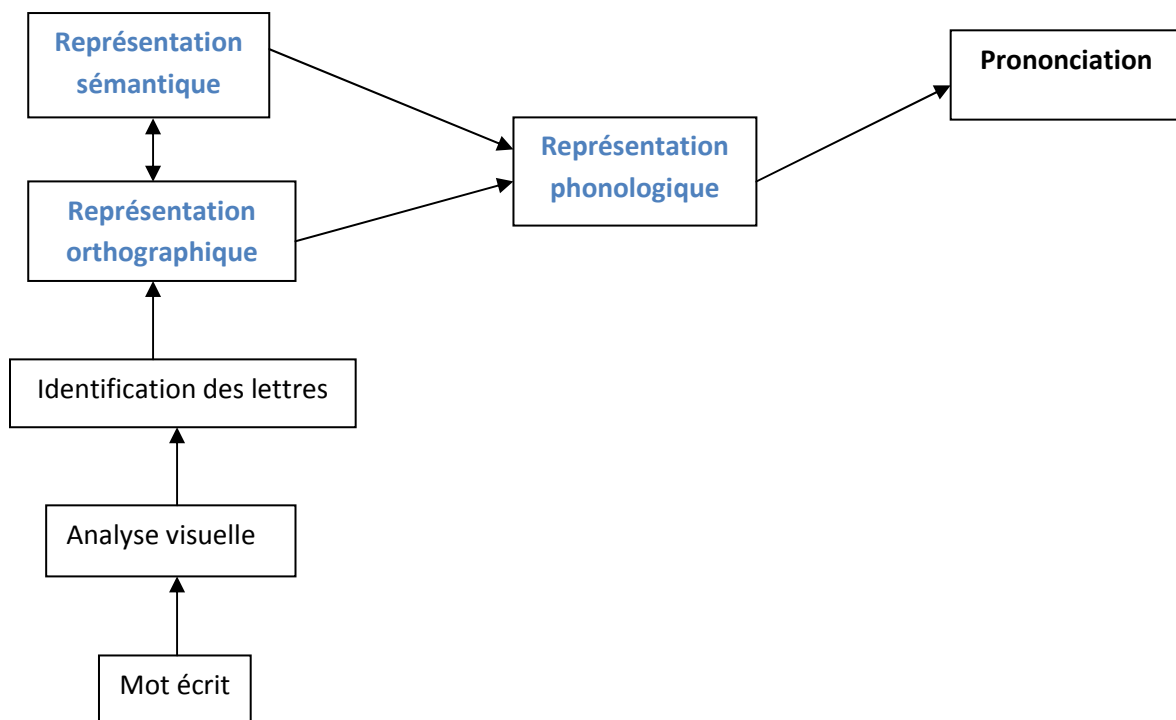 Représentation
sémantique
Prononciation
Représentation
phonologique
Représentation
orthographique
Identification des lettres
Analyse visuelle
Mot écrit